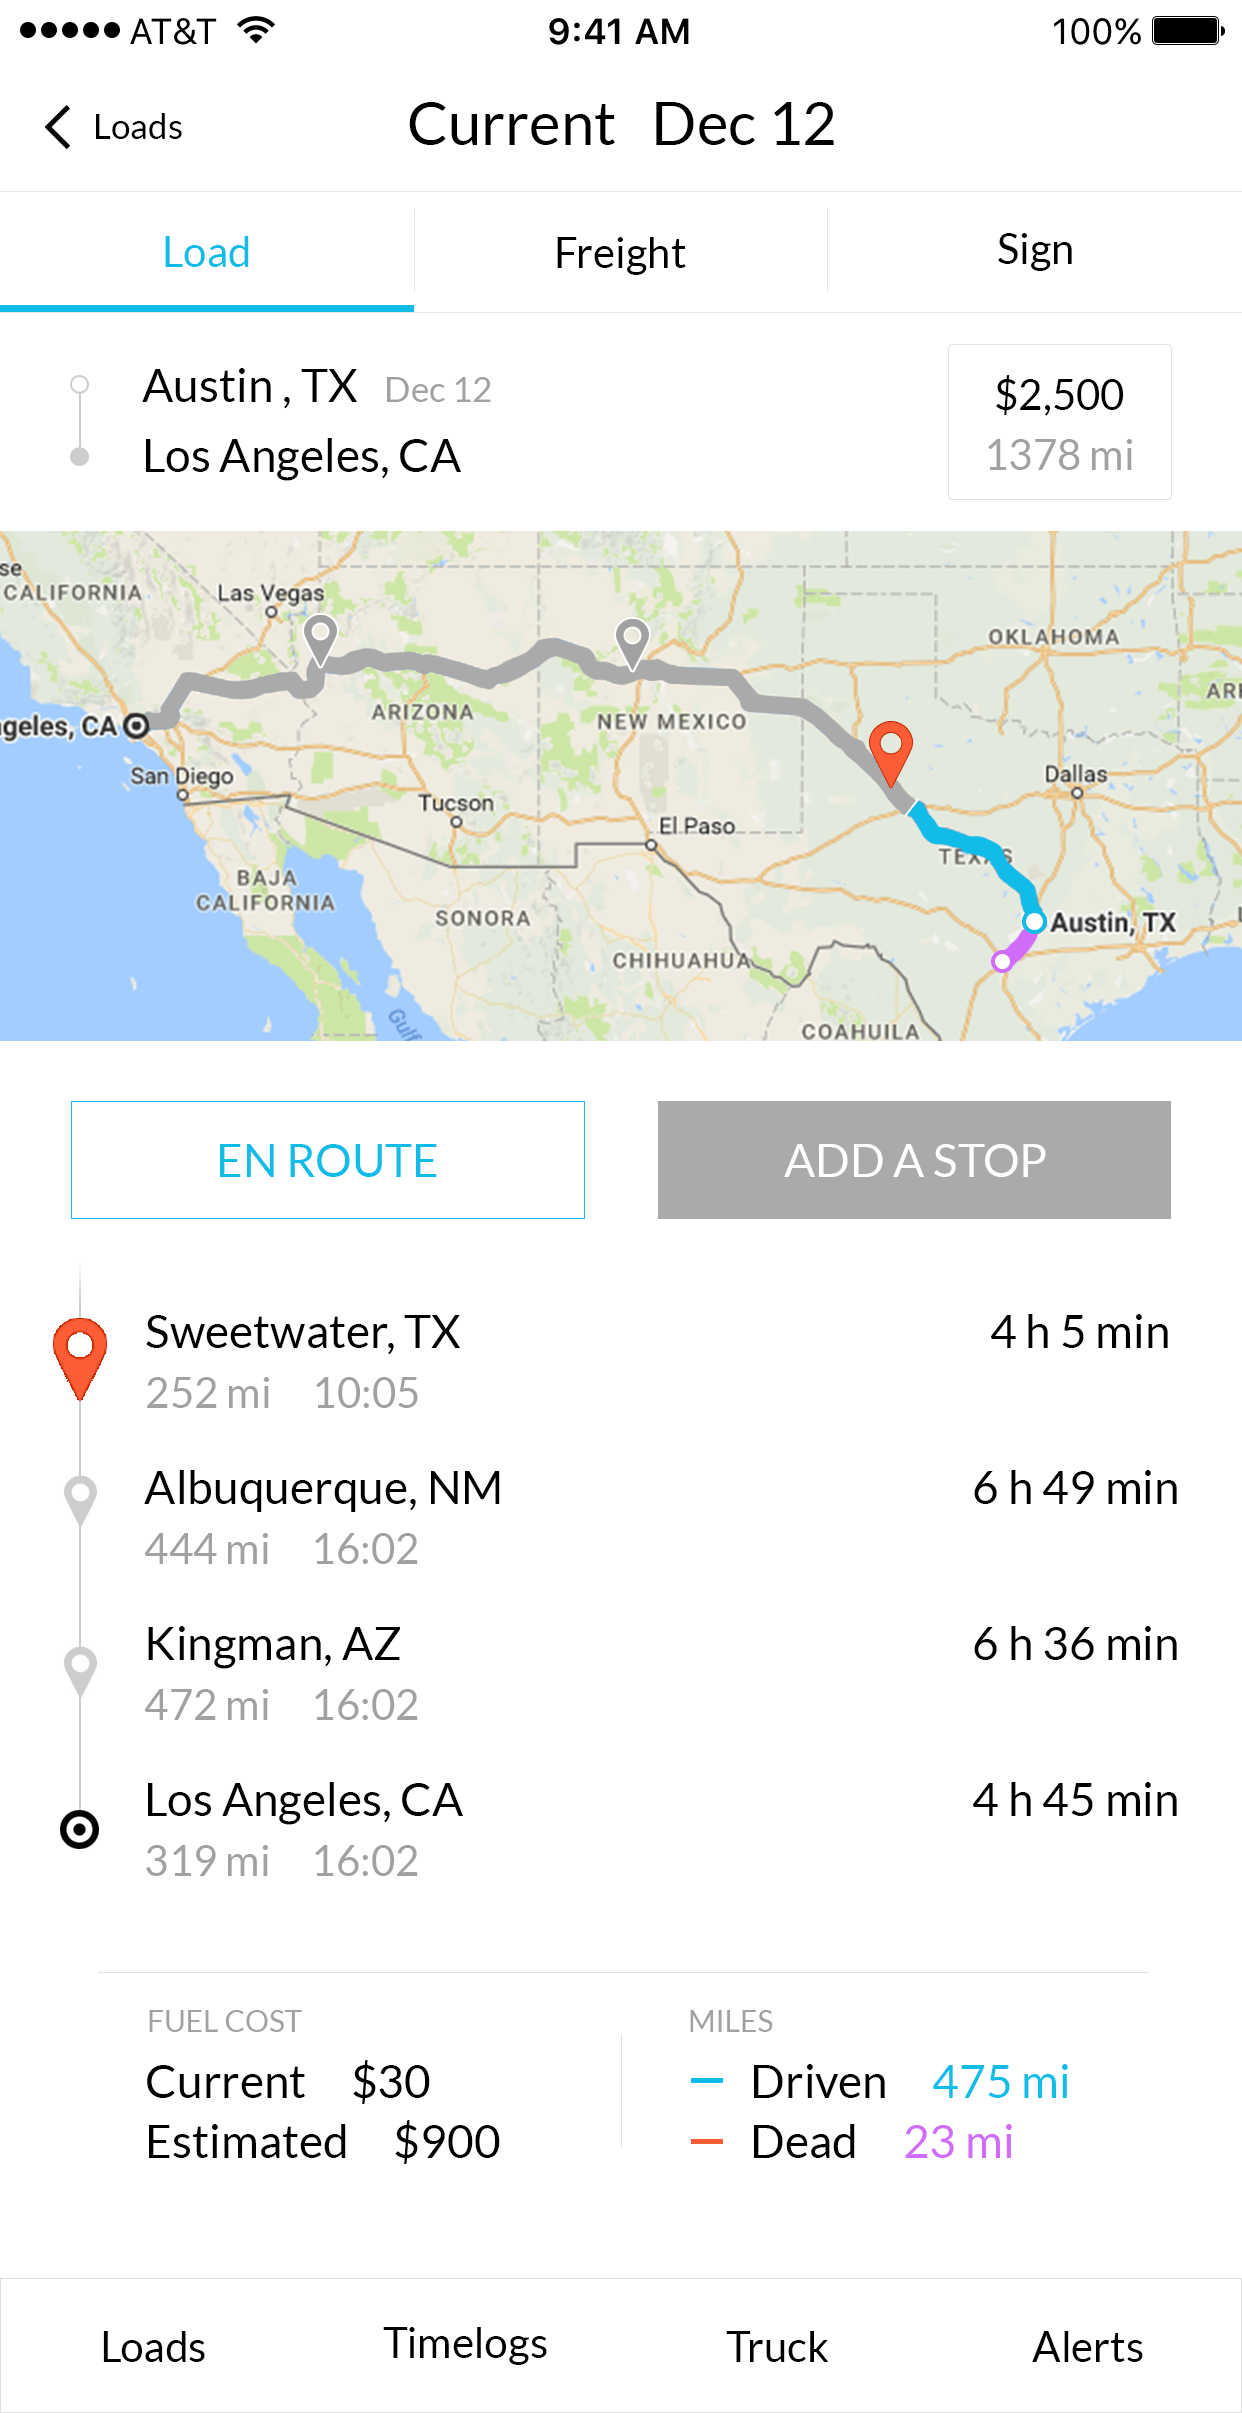 AT&T 9:41 AM 100%
Loads Current Dec 12
Load Freight Sign
Austin , TX Dec 12
Los Angeles, CA
$2,500
1378 mi
se
CALIFORNIA
Las Vegas
OKLAHOMA
ARIZONA
NEW MEXICO
geles, CA
San Diego
Dallas
Tucson
El Paso
TEXAS
BAJA
CALIFORNIA
SONORA
Austin, TX
CHIHUAHUA
COAHUILA
Gulf
EN ROUTE ADD A STOP
Sweetwater, TX 4 h 5 min
252 mi 10:05
Albuquerque, NM 6 h 49 min
444 mi 16:02
Kingman, AZ 6 h 36 min
472 mi 16:02
Los Angeles, CA 4 h 45 min
319 mi 16:02
FUEL COST
Current $30
Estimated $900
MILES
Driven 475 mi
Dead 23 mi
Loads Timelogs Truck Alerts